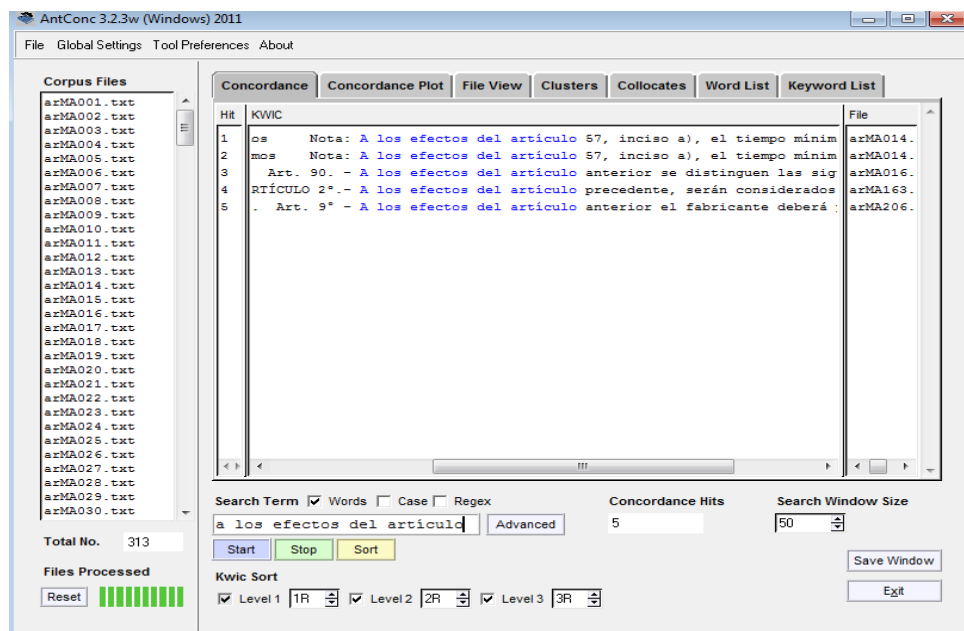 AntConc 3.2.3w (Windows) 2011
File Global Settings Tool Preferences About
Corpus Files
arMA001.txt
arMA002.txt
arMA003.txt
arMA004.txt
arMA005.txt
arMA006.txt
arMA007.txt
arMA008.txt
arMA009.txt
arMA010.txt
arMA011.txt
arMA012.txt
arMA013.txt
arMA014.txt
arMA015.txt
arMA016.txt
arMA017.txt
arMA018.txt
arMA019.txt
arMA020.txt
arMA021.txt
arMA022.txt
arMA023.txt
arMA024.txt
arMA025.txt
arMA026.txt
arMA027.txt
arMA028.txt
arMA029.txt
arMA030.txt
Total No. 313
Files Processed
Reset
Concordance Concordance Plot File View Clusters Collocates Word List Keyword List
Hit KWIC File
1 os Nota: A los efectos del artículo 57, inciso a), el tiempo mínim arMA014.
2 mos Nota: A los efectos del artículo 57, inciso a), el tiempo mínim arMA014.
3 Art. 90. - A los efectos del artículo anterior se distinguen las sig arMA016.
4 RTÍCULO 2°.- A los efectos del artículo precedente, serán considerados arMA163.
5 . Art. 9° - A los efectos del artículo anterior el fabricante deberá arMA206.
Search Term Words Case Regex Concordance Hits Search Window Size
a los efectos del artículo Advanced 5 50
Start Stop Sort
Save Window
Kwic Sort
Level 1 1R Level 2 2R Level 3 3R
Exit